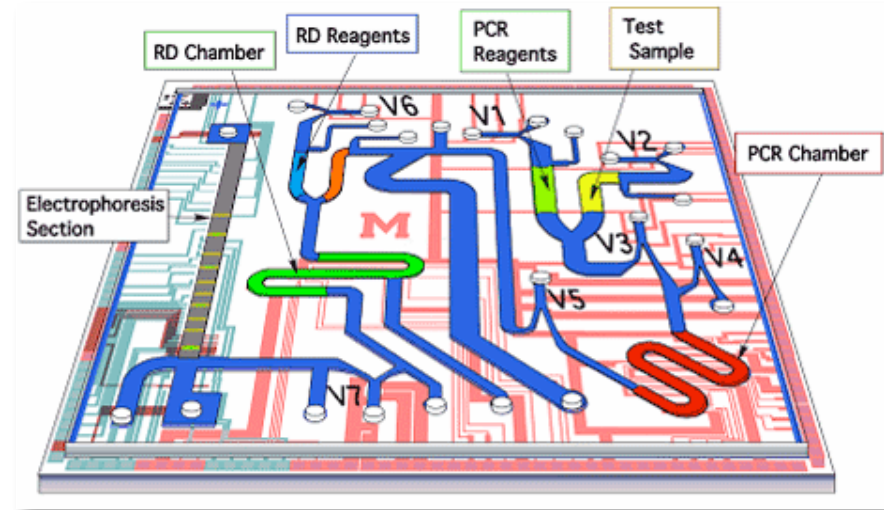 RD Chamber
RD Reagents
PCR
Reagents
Test
Sample
PCR Chamber
Electrophoresis
Section
V6
V1
V2
V3
V4
V5
V7
M